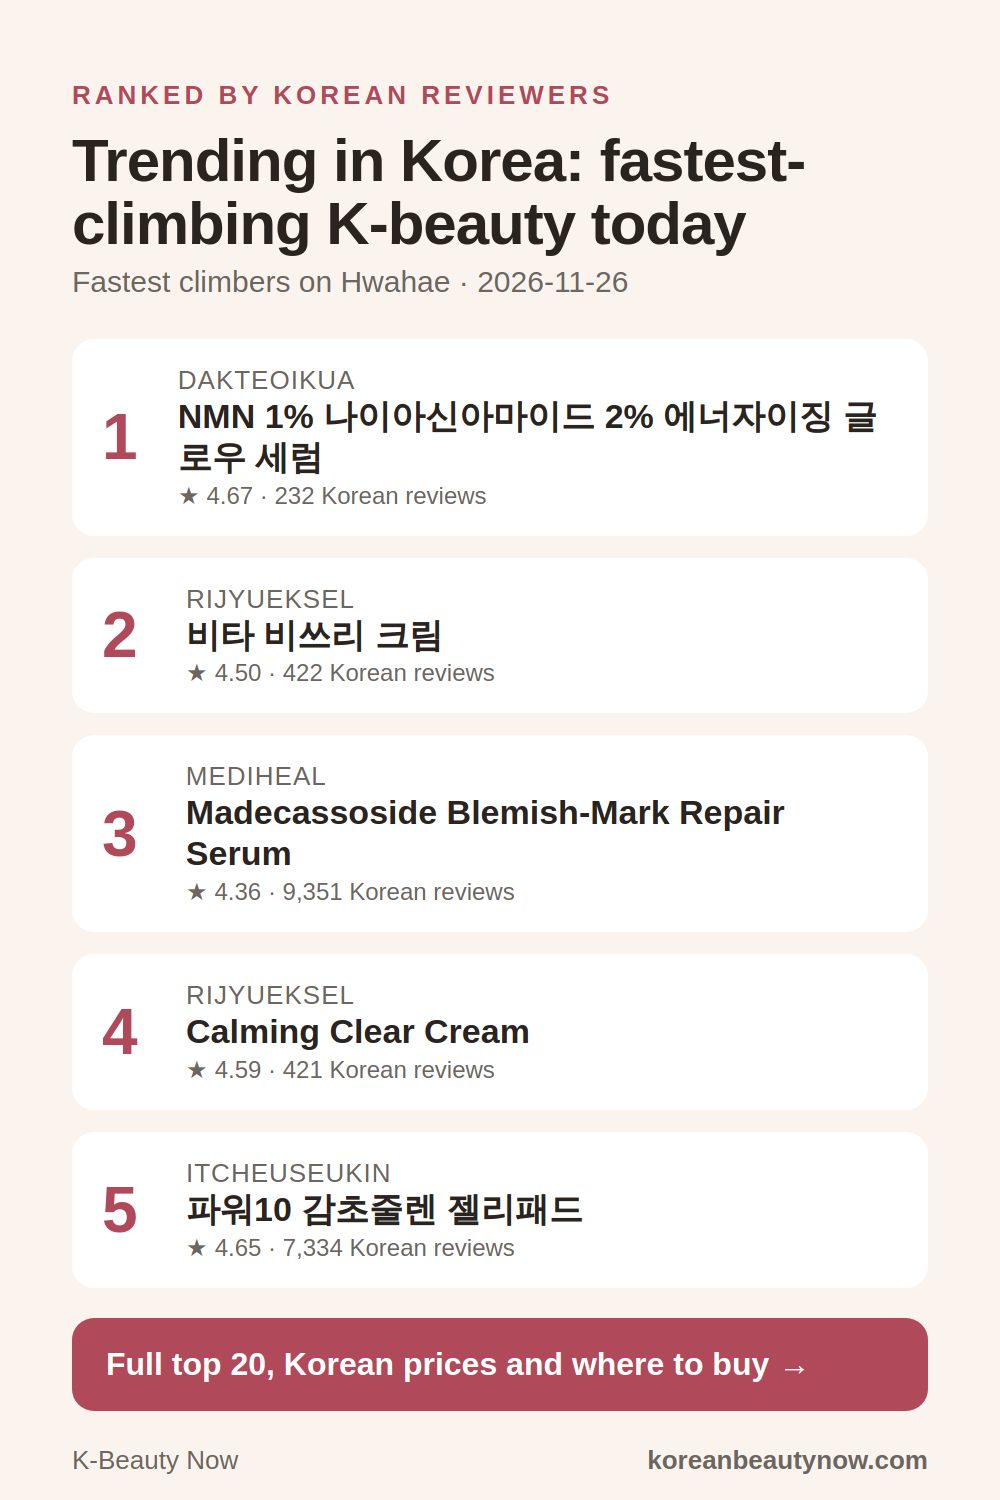 RANKED BY KOREAN REVIEWERS
Trending in Korea: fastest-
climbing K-beauty today
Fastest climbers on Hwahae · 2026-11-26
1
DAKTEOIKUA
NMN 1% 나이아신아마이드 2% 에너자이징 글
로우 세럼
★ 4.67 · 232 Korean reviews
2
RIJYUEKSEL
비타 비쓰리 크림
★ 4.50 · 422 Korean reviews
3
MEDIHEAL
Madecassoside Blemish-Mark Repair
Serum
★ 4.36 · 9,351 Korean reviews
4
RIJYUEKSEL
Calming Clear Cream
★ 4.59 · 421 Korean reviews
5
ITCHEUSEUKIN
파워10 감초줄렌 젤리패드
★ 4.65 · 7,334 Korean reviews
Full top 20, Korean prices and where to buy →
K-Beauty Now
koreanbeautynow.com